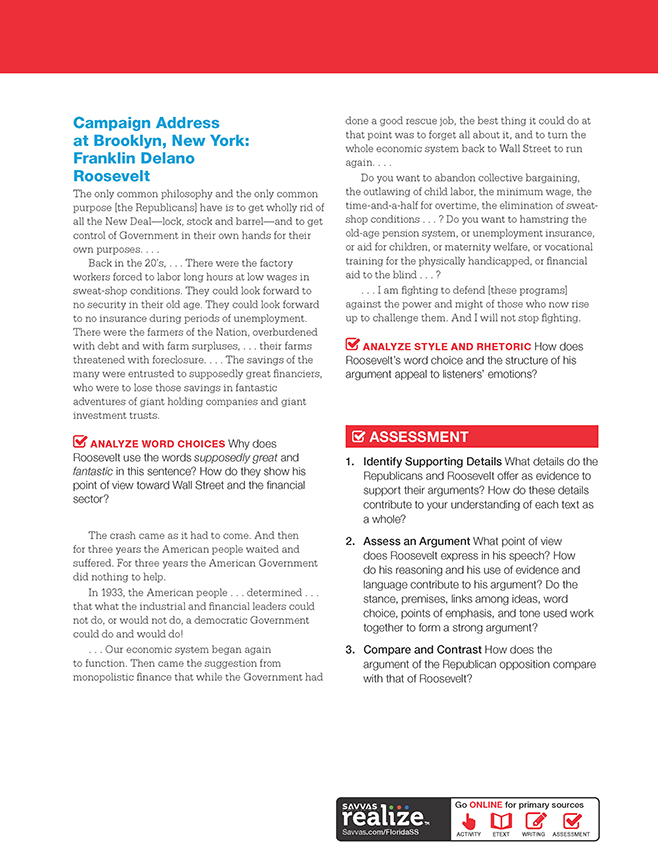 Campaign Address
at Brooklyn, New York:
Franklin Delano
Roosevelt
The only common philosophy and the only common
purpose [the Republicans] have is to get wholly rid of
all the New Deal—lock, stock and barrel—and to get
control of Government in their own hands for their
own purposes. . . .
Back in the 20's, . . . There were the factory
workers forced to labor long hours at low wages in
sweat-shop conditions. They could look forward to
no security in their old age. They could look forward
to no insurance during periods of unemployment.
There were the farmers of the Nation, overburdened
with debt and with farm surpluses, . . . their farms
threatened with foreclosure. . . . The savings of the
many were entrusted to supposedly great financiers,
who were to lose those savings in fantastic
adventures of giant holding companies and giant
investment trusts.
ANALYZE WORD CHOICES Why does
Roosevelt use the words supposedly great and
fantastic in this sentence? How do they show his
point of view toward Wall Street and the financial
sector?
The crash came as it had to come. And then
for three years the American people waited and
suffered. For three years the American Government
did nothing to help.
In 1933, the American people . . . determined . . .
that what the industrial and financial leaders could
not do, or would not do, a democratic Government
could do and would do!
. . . Our economic system began again
to function. Then came the suggestion from
monopolistic finance that while the Government had
done a good rescue job, the best thing it could do at
that point was to forget all about it, and to turn the
whole economic system back to Wall Street to run
again. . . .
Do you want to abandon collective bargaining,
the outlawing of child labor, the minimum wage, the
time-and-a-half for overtime, the elimination of sweat-
shop conditions . . . ? Do you want to hamstring the
old-age pension system, or unemployment insurance,
or aid for children, or maternity welfare, or vocational
training for the physically handicapped, or financial
aid to the blind . . . ?
. . . I am fighting to defend [these programs]
against the power and might of those who now rise
up to challenge them. And I will not stop fighting.
ANALYZE STYLE AND RHETORIC How does
Roosevelt's word choice and the structure of his
argument appeal to listeners' emotions?
ASSESSMENT
1. Identify Supporting Details What details do the
Republicans and Roosevelt offer as evidence to
support their arguments? How do these details
contribute to your understanding of each text as
a whole?
2. Assess an Argument What point of view
does Roosevelt express in his speech? How
do his reasoning and his use of evidence and
language contribute to his argument? Do the
stance, premises, links among ideas, word
choice, points of emphasis, and tone used work
together to form a strong argument?
3. Compare and Contrast How does the
argument of the Republican opposition compare
with that of Roosevelt?
SAVVAS
realize™
Savvas.com/FloridaSS
Go ONLINE for primary sources
ACTIVITY ETEXT WRITING ASSESSMENT